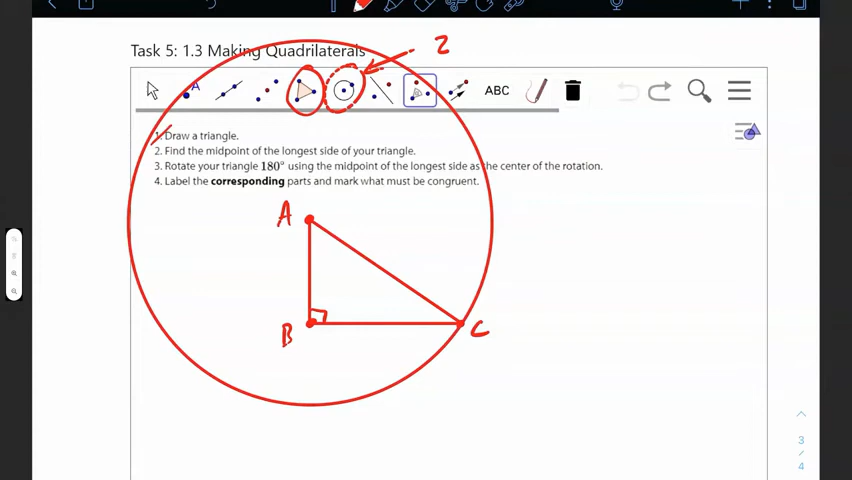 Task 5: 1.3 Making Quadrilaterals
2
A
ABC
1. Draw a triangle.
2. Find the midpoint of the longest side of your triangle.
3. Rotate your triangle 180° using the midpoint of the longest side as the center of the rotation.
4. Label the corresponding parts and mark what must be congruent.
A
B
C
3
/
4